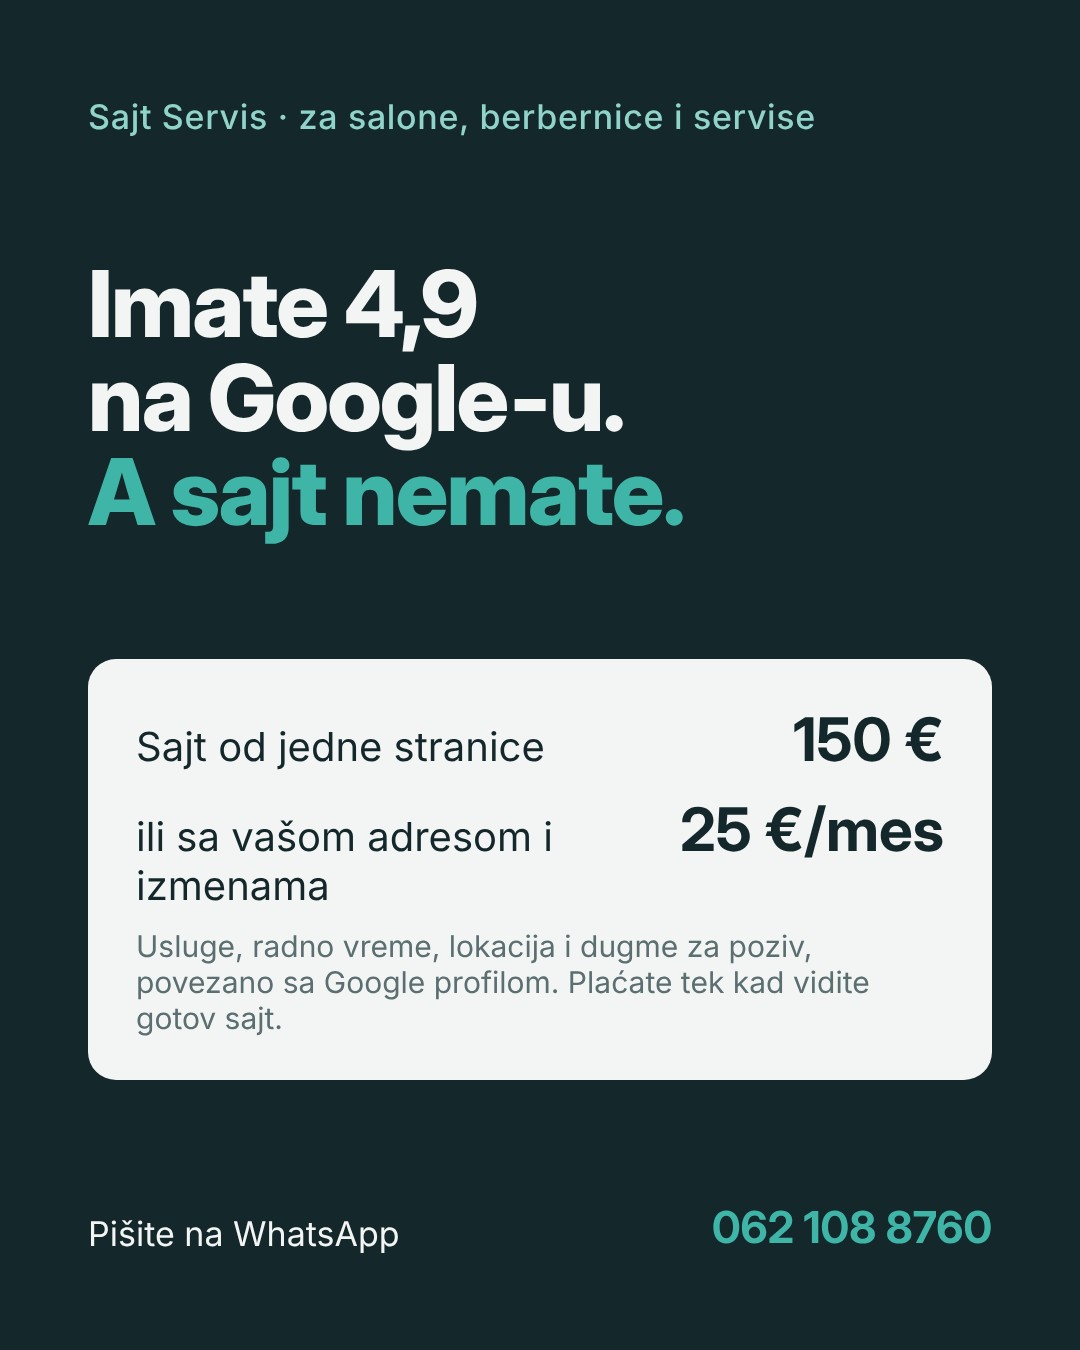 Sajt Servis · za salone, berbernice i servise
Imate 4,9
na Google-u.
A sajt nemate.
Sajt od jedne stranice 150 €
ili sa vašom adresom i 25 €/mes
izmenama
Usluge, radno vreme, lokacija i dugme za poziv,
povezano sa Google profilom. Plaćate tek kad vidite
gotov sajt.
Pišite na WhatsApp 062 108 8760